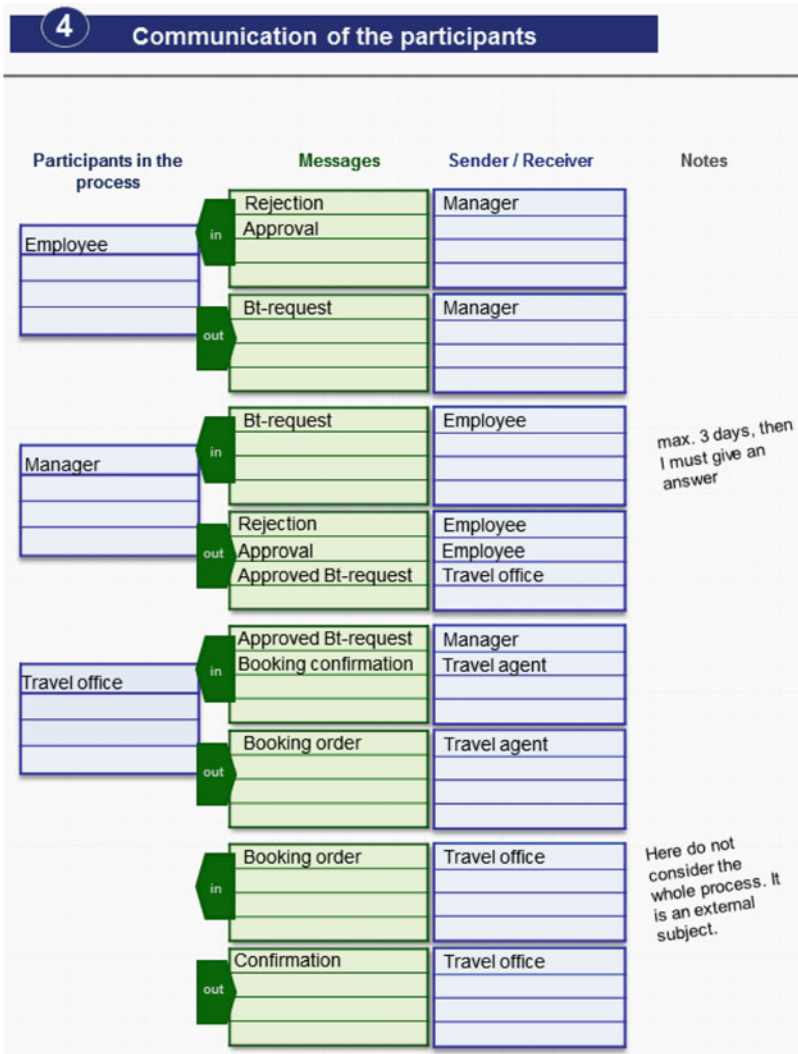 4
Communication of the participants
Participants in the
process
Messages
Sender / Receiver
Notes
Employee
in
Rejection
Manager
Approval
out
Bt-request
Manager
Manager
in
Bt-request
Employee
max. 3 days, then
I must give an
answer
out
Rejection
Employee
Approval
Employee
Approved Bt-request
Travel office
Travel office
in
Approved Bt-request
Manager
Booking confirmation
Travel agent
out
Booking order
Travel agent
in
Booking order
Travel office
Here do not
consider the
whole process. It
is an external
subject.
out
Confirmation
Travel office